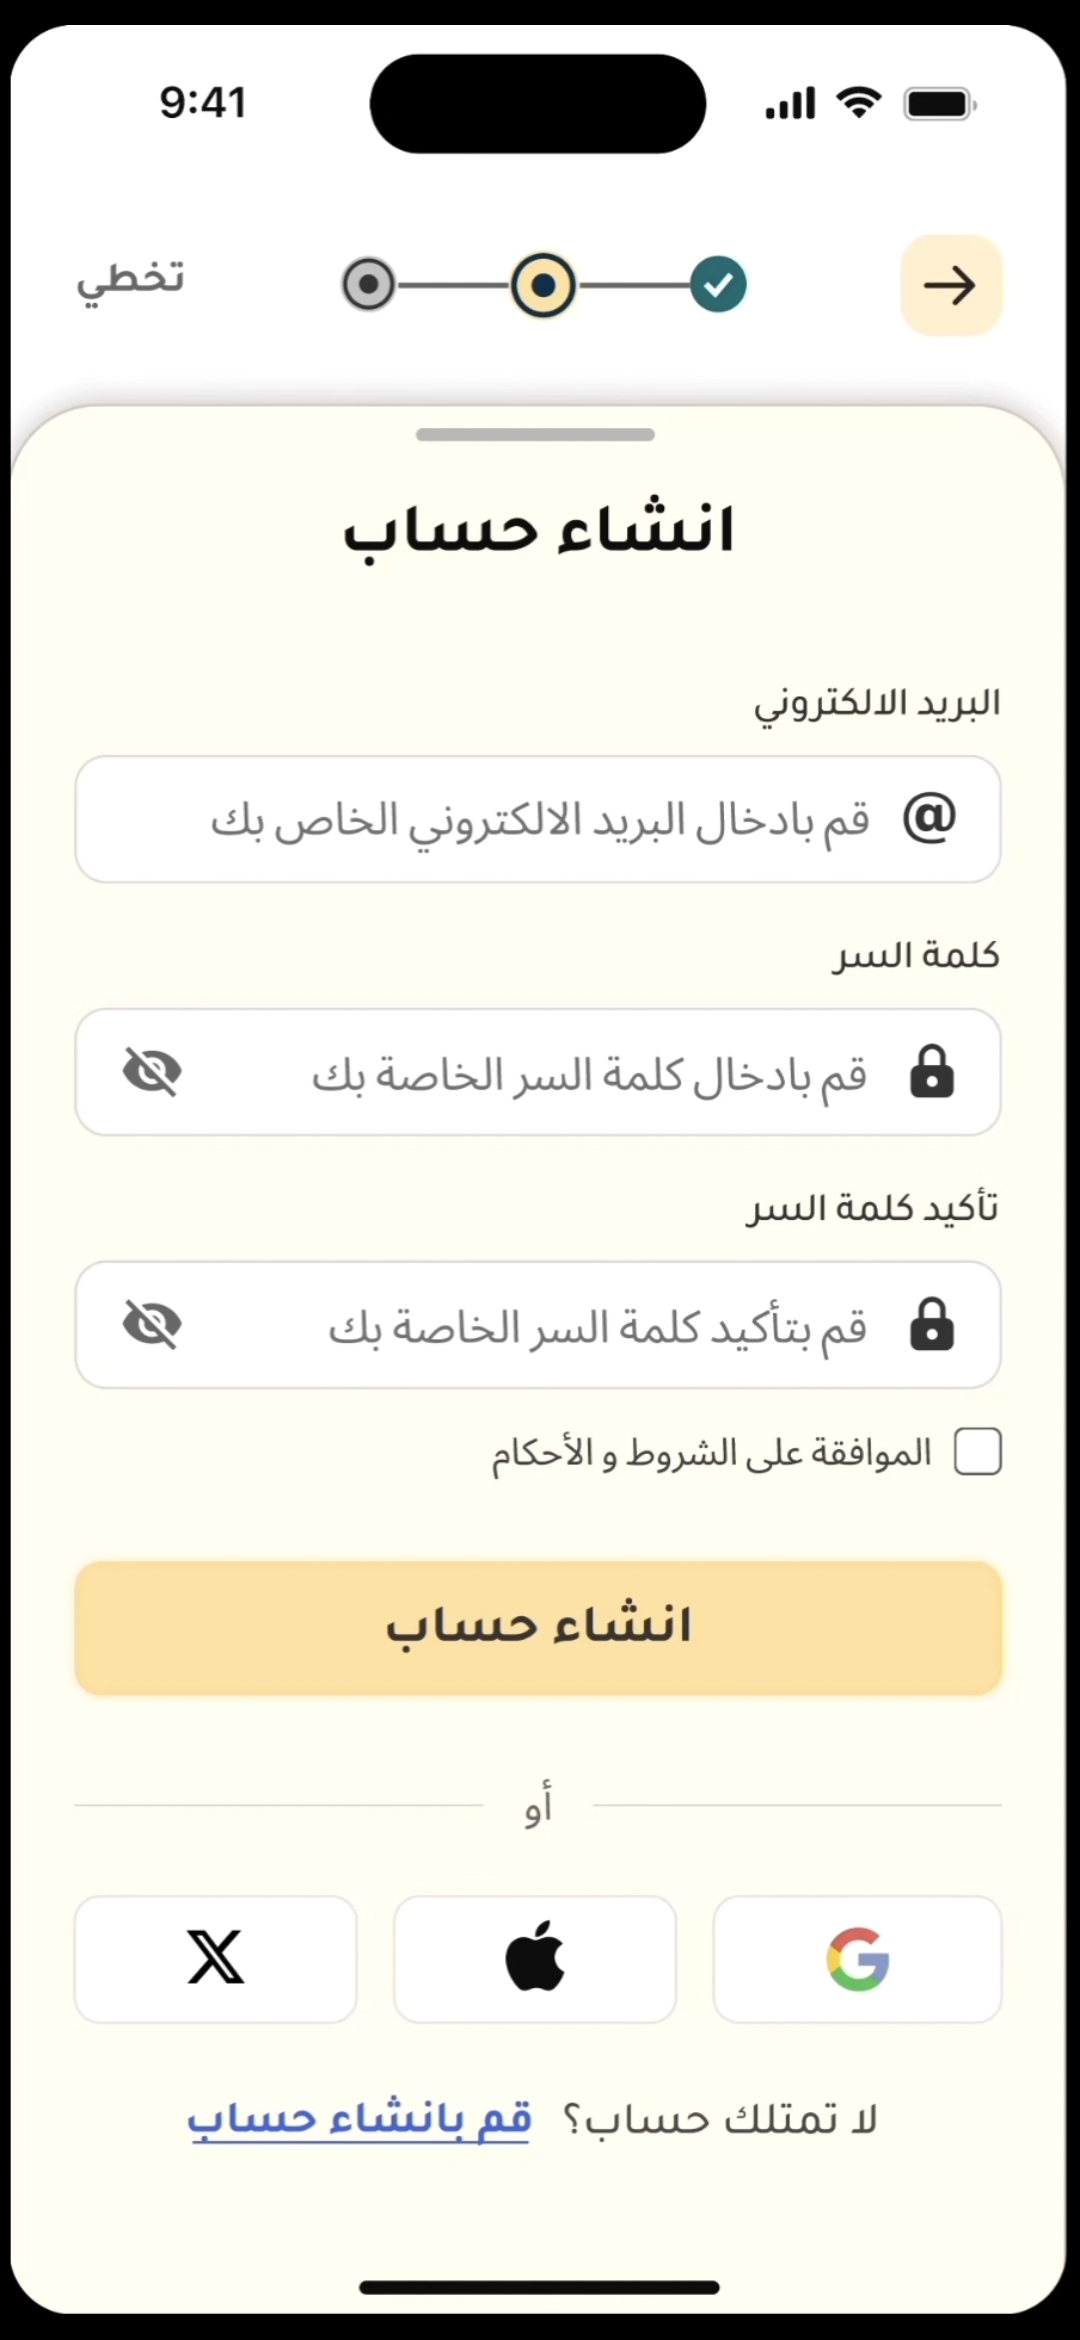 9:41
تخطي
انشاء حساب
البريد الالكتروني
@ قم بادخال البريد الالكتروني الخاص بك
كلمة السر
قم بادخال كلمة السر الخاصة بك
تأكيد كلمة السر
قم بتأكيد كلمة السر الخاصة بك
الموافقة على الشروط و الأحكام
انشاء حساب
أو
لا تمتلك حساب؟ قم بانشاء حساب